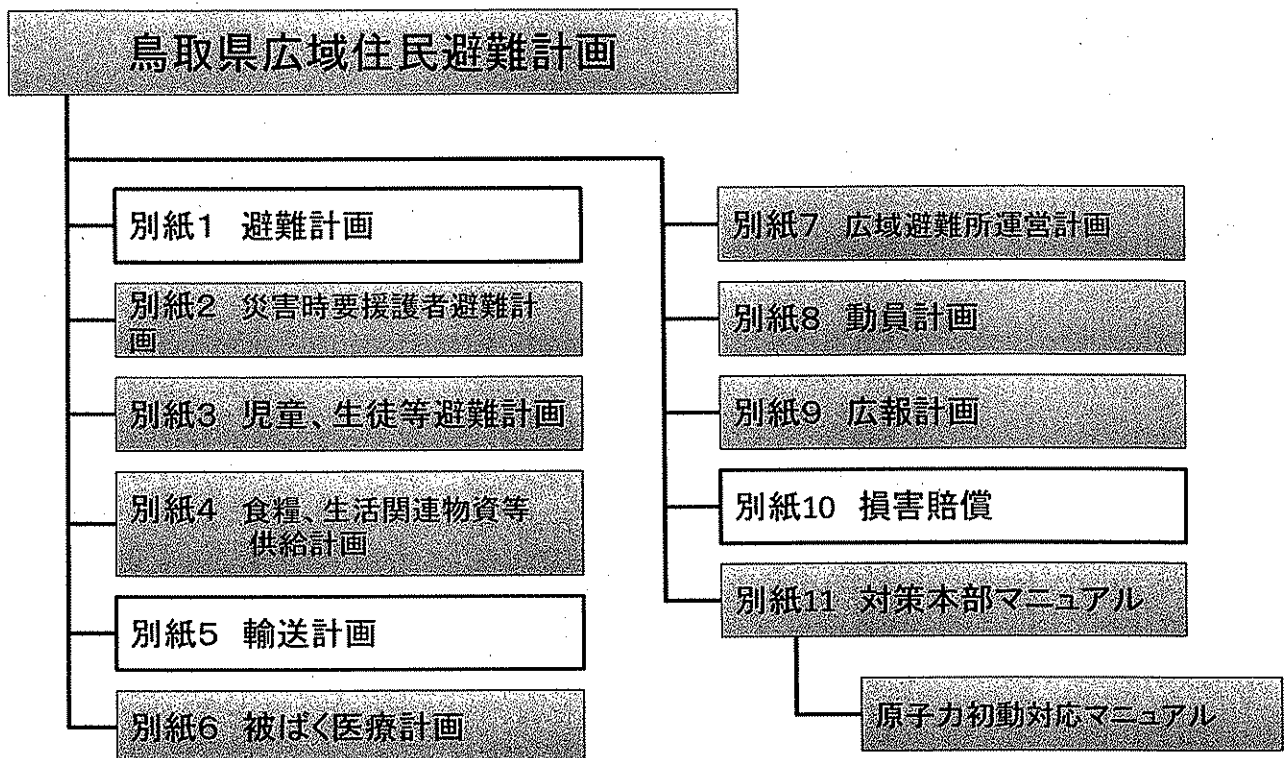 鳥取県広域住民避難計画
別紙1 避難計画
別紙2 災害時要援護者避難計
画
別紙3 児童、生徒等避難計画
別紙4 食糧、生活関連物資等
供給計画
別紙5 輸送計画
別紙6 被ばく医療計画
別紙7 広域避難所運営計画
別紙8 動員計画
別紙9 広報計画
別紙10 損害賠償
別紙11 対策本部マニュアル
原子力初動対応マニュアル